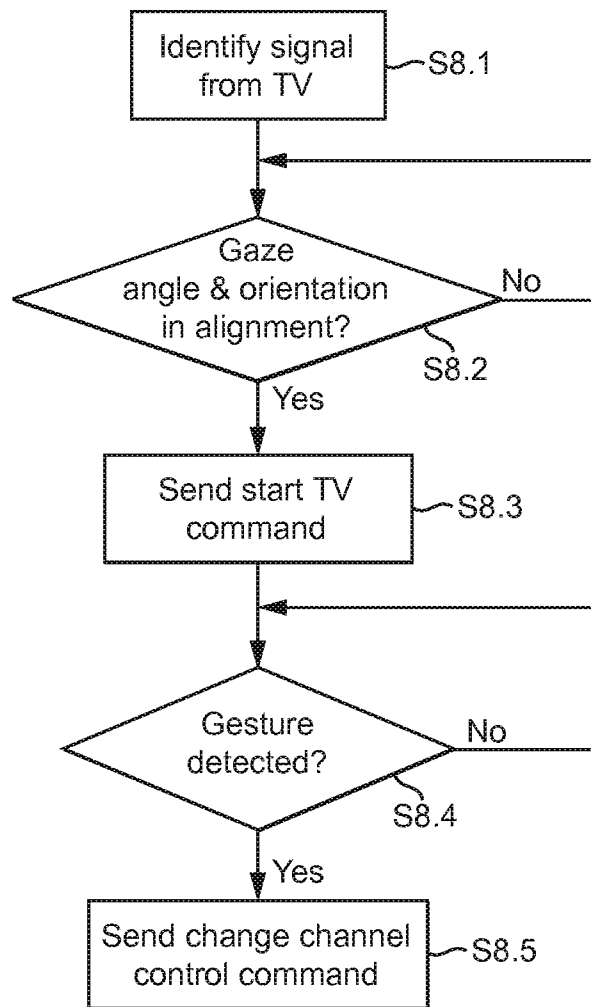 Identify signal
from TV
S8.1
Gaze
angle & orientation
in alignment?
No
S8.2
Yes
Send start TV
command
S8.3
Gesture
detected?
No
S8.4
Yes
Send change channel
control command
S8.5